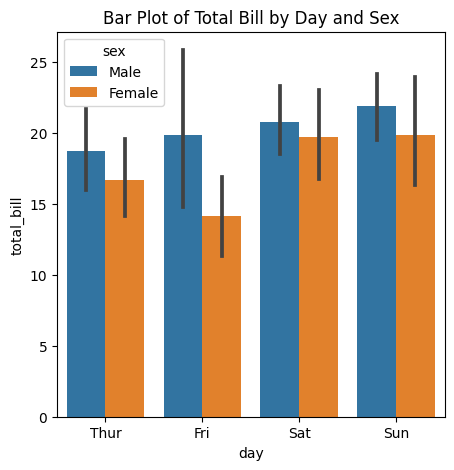 Bar Plot of Total Bill by Day and Sex
sex
Male
Female
25
20
15
10
5
0
total_bill
Thur Fri Sat Sun
day